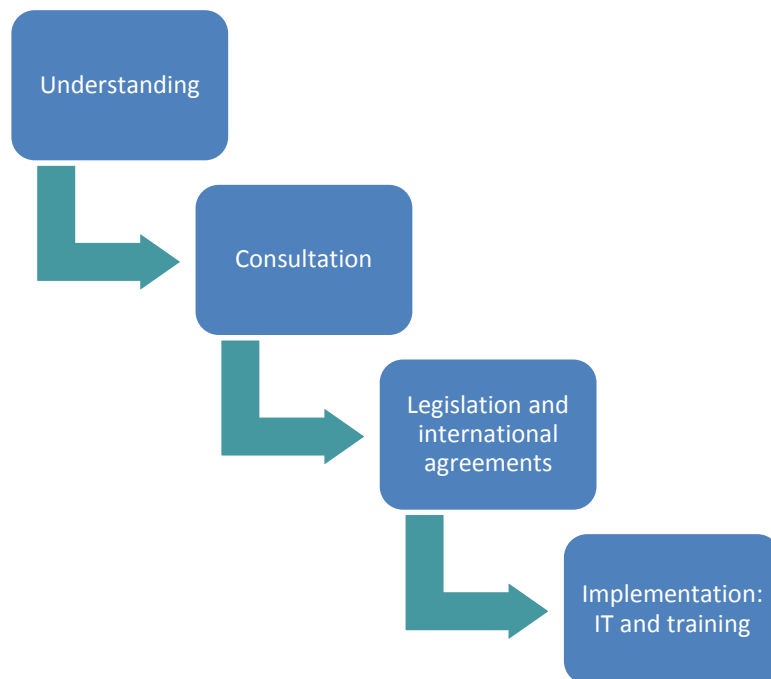 Understanding
Consultation
Legislation and
international
agreements
Implementation:
IT and training